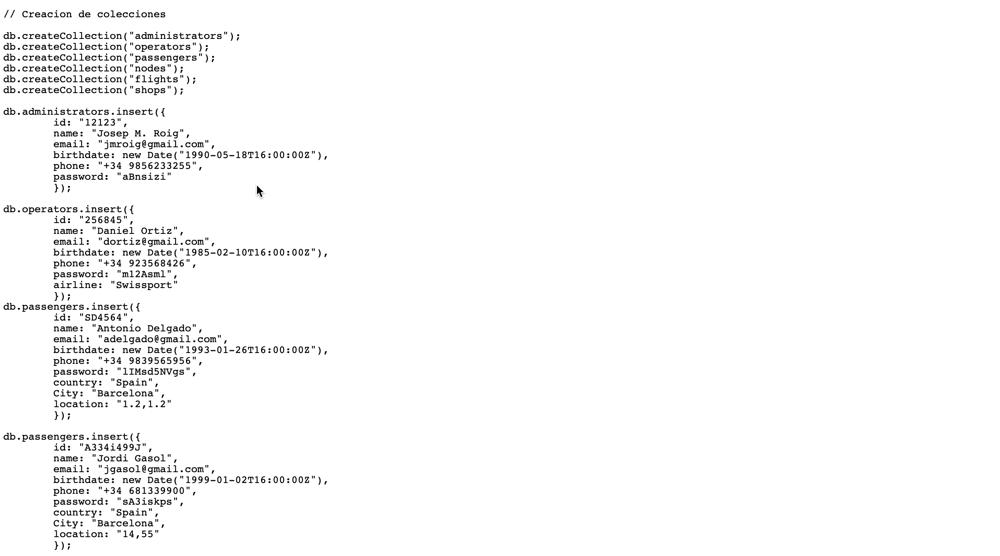 // Creacion de colecciones
db.createCollection("administrators");
db.createCollection("operators");
db.createCollection("passengers");
db.createCollection("nodes");
db.createCollection("flights");
db.createCollection("shops");
db.administrators.insert({
id: "12123",
name: "Josep M. Roig",
email: "jmroig@gmail.com",
birthdate: new Date("1990-05-18T16:00:00Z"),
phone: "+34 9856233255",
password: "aBnsizi"
});
db.operators.insert({
id: "256845",
name: "Daniel Ortiz",
email: "dortiz@gmail.com",
birthdate: new Date("1985-02-10T16:00:00Z"),
phone: "+34 923568426",
password: "m12Asml",
airline: "Swissport"
});
db.passengers.insert({
id: "SD4564",
name: "Antonio Delgado",
email: "adelgado@gmail.com",
birthdate: new Date("1993-01-26T16:00:00Z"),
phone: "+34 9839565956",
password: "lIMsd5NVgs",
country: "Spain",
City: "Barcelona",
location: "1.2,1.2"
});
db.passengers.insert({
id: "A334i499J",
name: "Jordi Gasol",
email: "jgasol@gmail.com",
birthdate: new Date("1999-01-02T16:00:00Z"),
phone: "+34 681339900",
password: "sA3iskps",
country: "Spain",
City: "Barcelona",
location: "14,55"
});